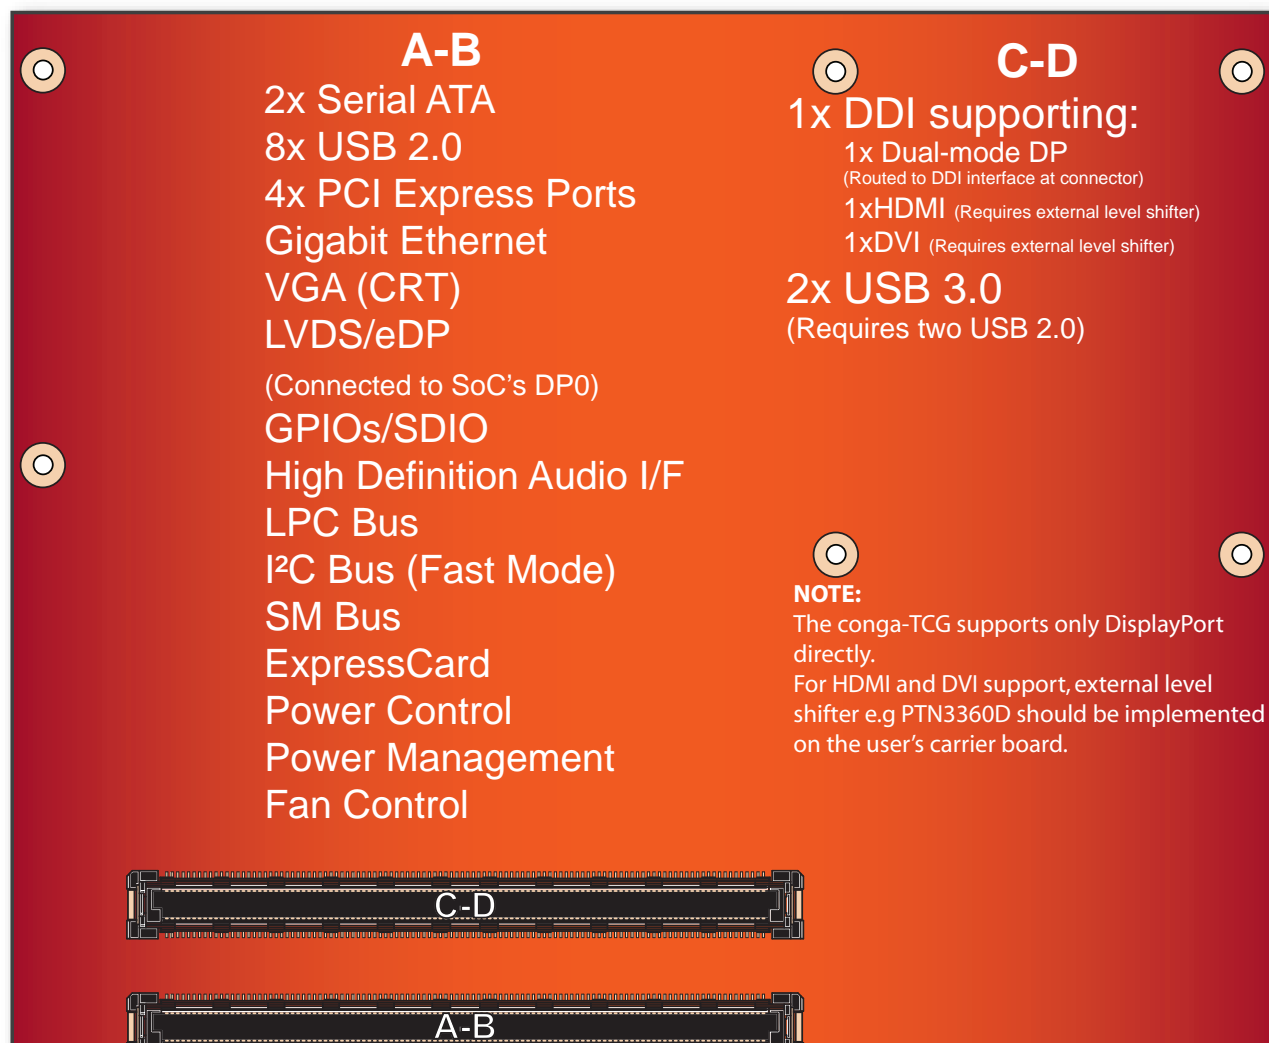 A-B
2x Serial ATA
8x USB 2.0
4x PCI Express Ports
Gigabit Ethernet
VGA (CRT)
LVDS/eDP
(Connected to SoC’s DP0)
GPIOs/SDIO
High Definition Audio I/F
LPC Bus
I²C Bus (Fast Mode)
SM Bus
ExpressCard
Power Control
Power Management
Fan Control
C-D
1x DDI supporting:
1x Dual-mode DP
(Routed to DDI interface at connector)
1xHDMI (Requires external level shifter)
1xDVI (Requires external level shifter)
2x USB 3.0
(Requires two USB 2.0)
NOTE:
The conga-TCG supports only DisplayPort
directly.
For HDMI and DVI support, external level
shifter e.g PTN3360D should be implemented
on the user’s carrier board.
C-D
A-B